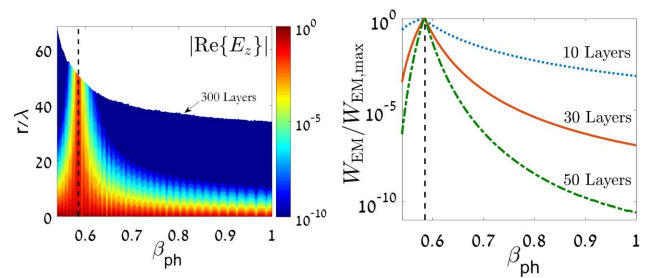 |Re{E_z}|
300 Layers
r/λ
60
40
20
0
0.6
0.7
0.8
0.9
1
β_ph
10^0
10^-5
10^-10
W_EM/W_EM,max
10^0
10^-5
10^-10
10 Layers
30 Layers
50 Layers
0.6
0.7
0.8
0.9
1
β_ph